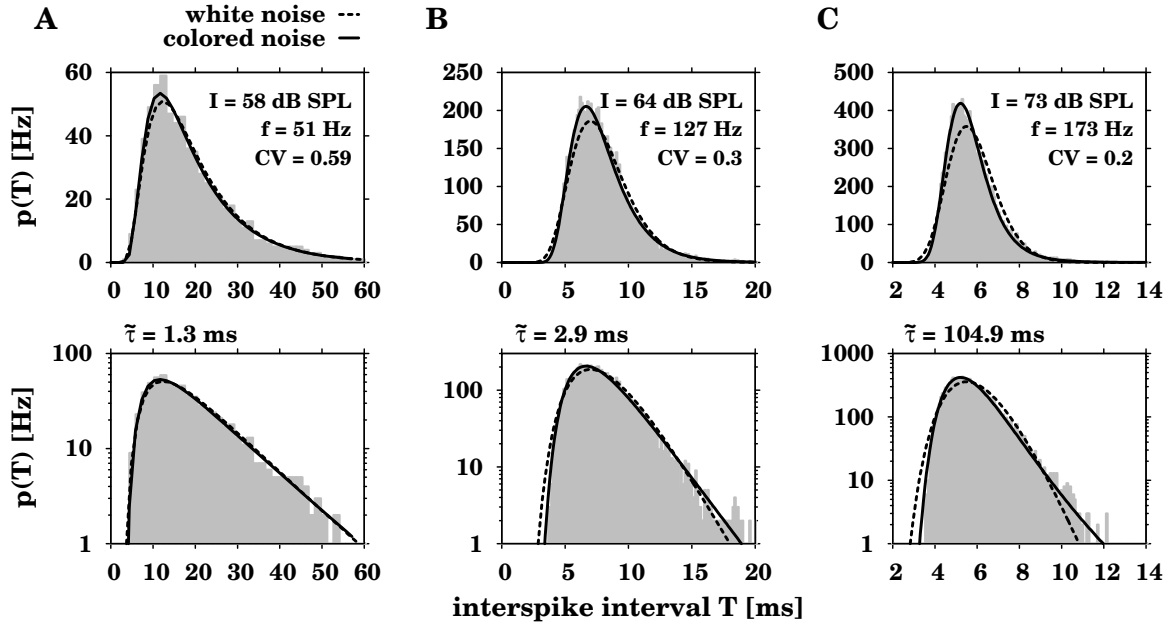 A
white noise
colored noise
B
C
p(T) [Hz]
60
40
20
0
I = 58 dB SPL
f = 51 Hz
CV = 0.59
0 10 20 30 40 50 60
250
200
150
100
50
0
I = 64 dB SPL
f = 127 Hz
CV = 0.3
0 5 10 15 20
500
400
300
200
100
0
I = 73 dB SPL
f = 173 Hz
CV = 0.2
2 4 6 8 10 12 14
p(T) [Hz]
τ̃ = 1.3 ms
100
10
1
0 10 20 30 40 50 60
τ̃ = 2.9 ms
100
10
1
0 5 10 15 20
τ̃ = 104.9 ms
1000
100
10
1
2 4 6 8 10 12 14
interspike interval T [ms]